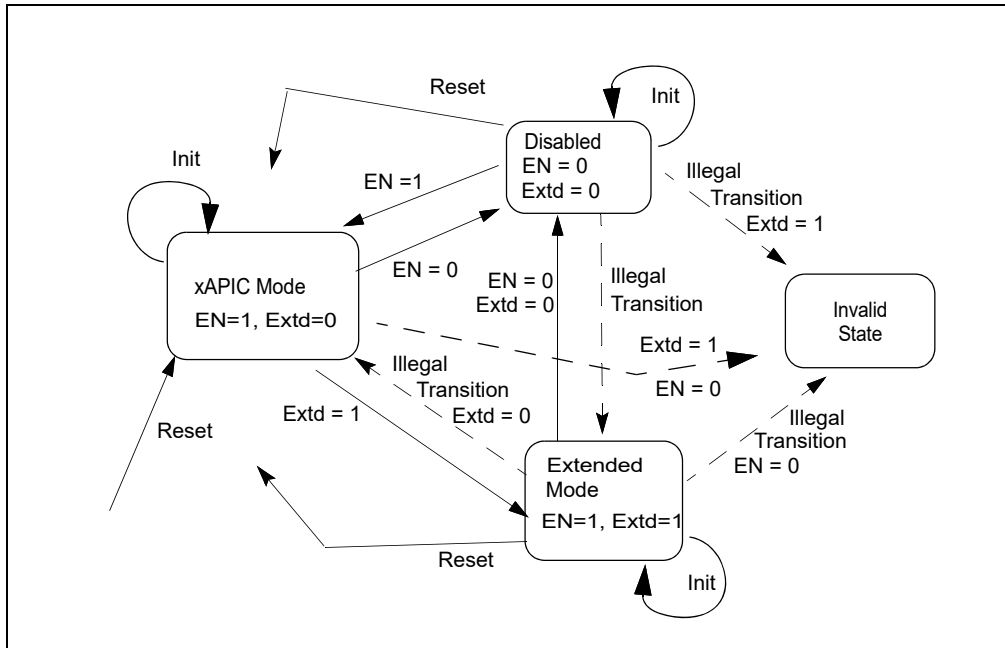 Reset
Init
Disabled
EN = 0
Extd = 0
Illegal
Transition
Extd = 1
Init
EN =1
EN = 0
xAPIC Mode
EN=1, Extd=0
EN = 0
Extd = 0
Illegal
Transition
Invalid
State
Extd = 1
EN = 0
Illegal
Transition
Extd = 0
Extd = 1
Reset
Illegal
Transition
EN = 0
Extended
Mode
EN=1, Extd=1
Reset
Init